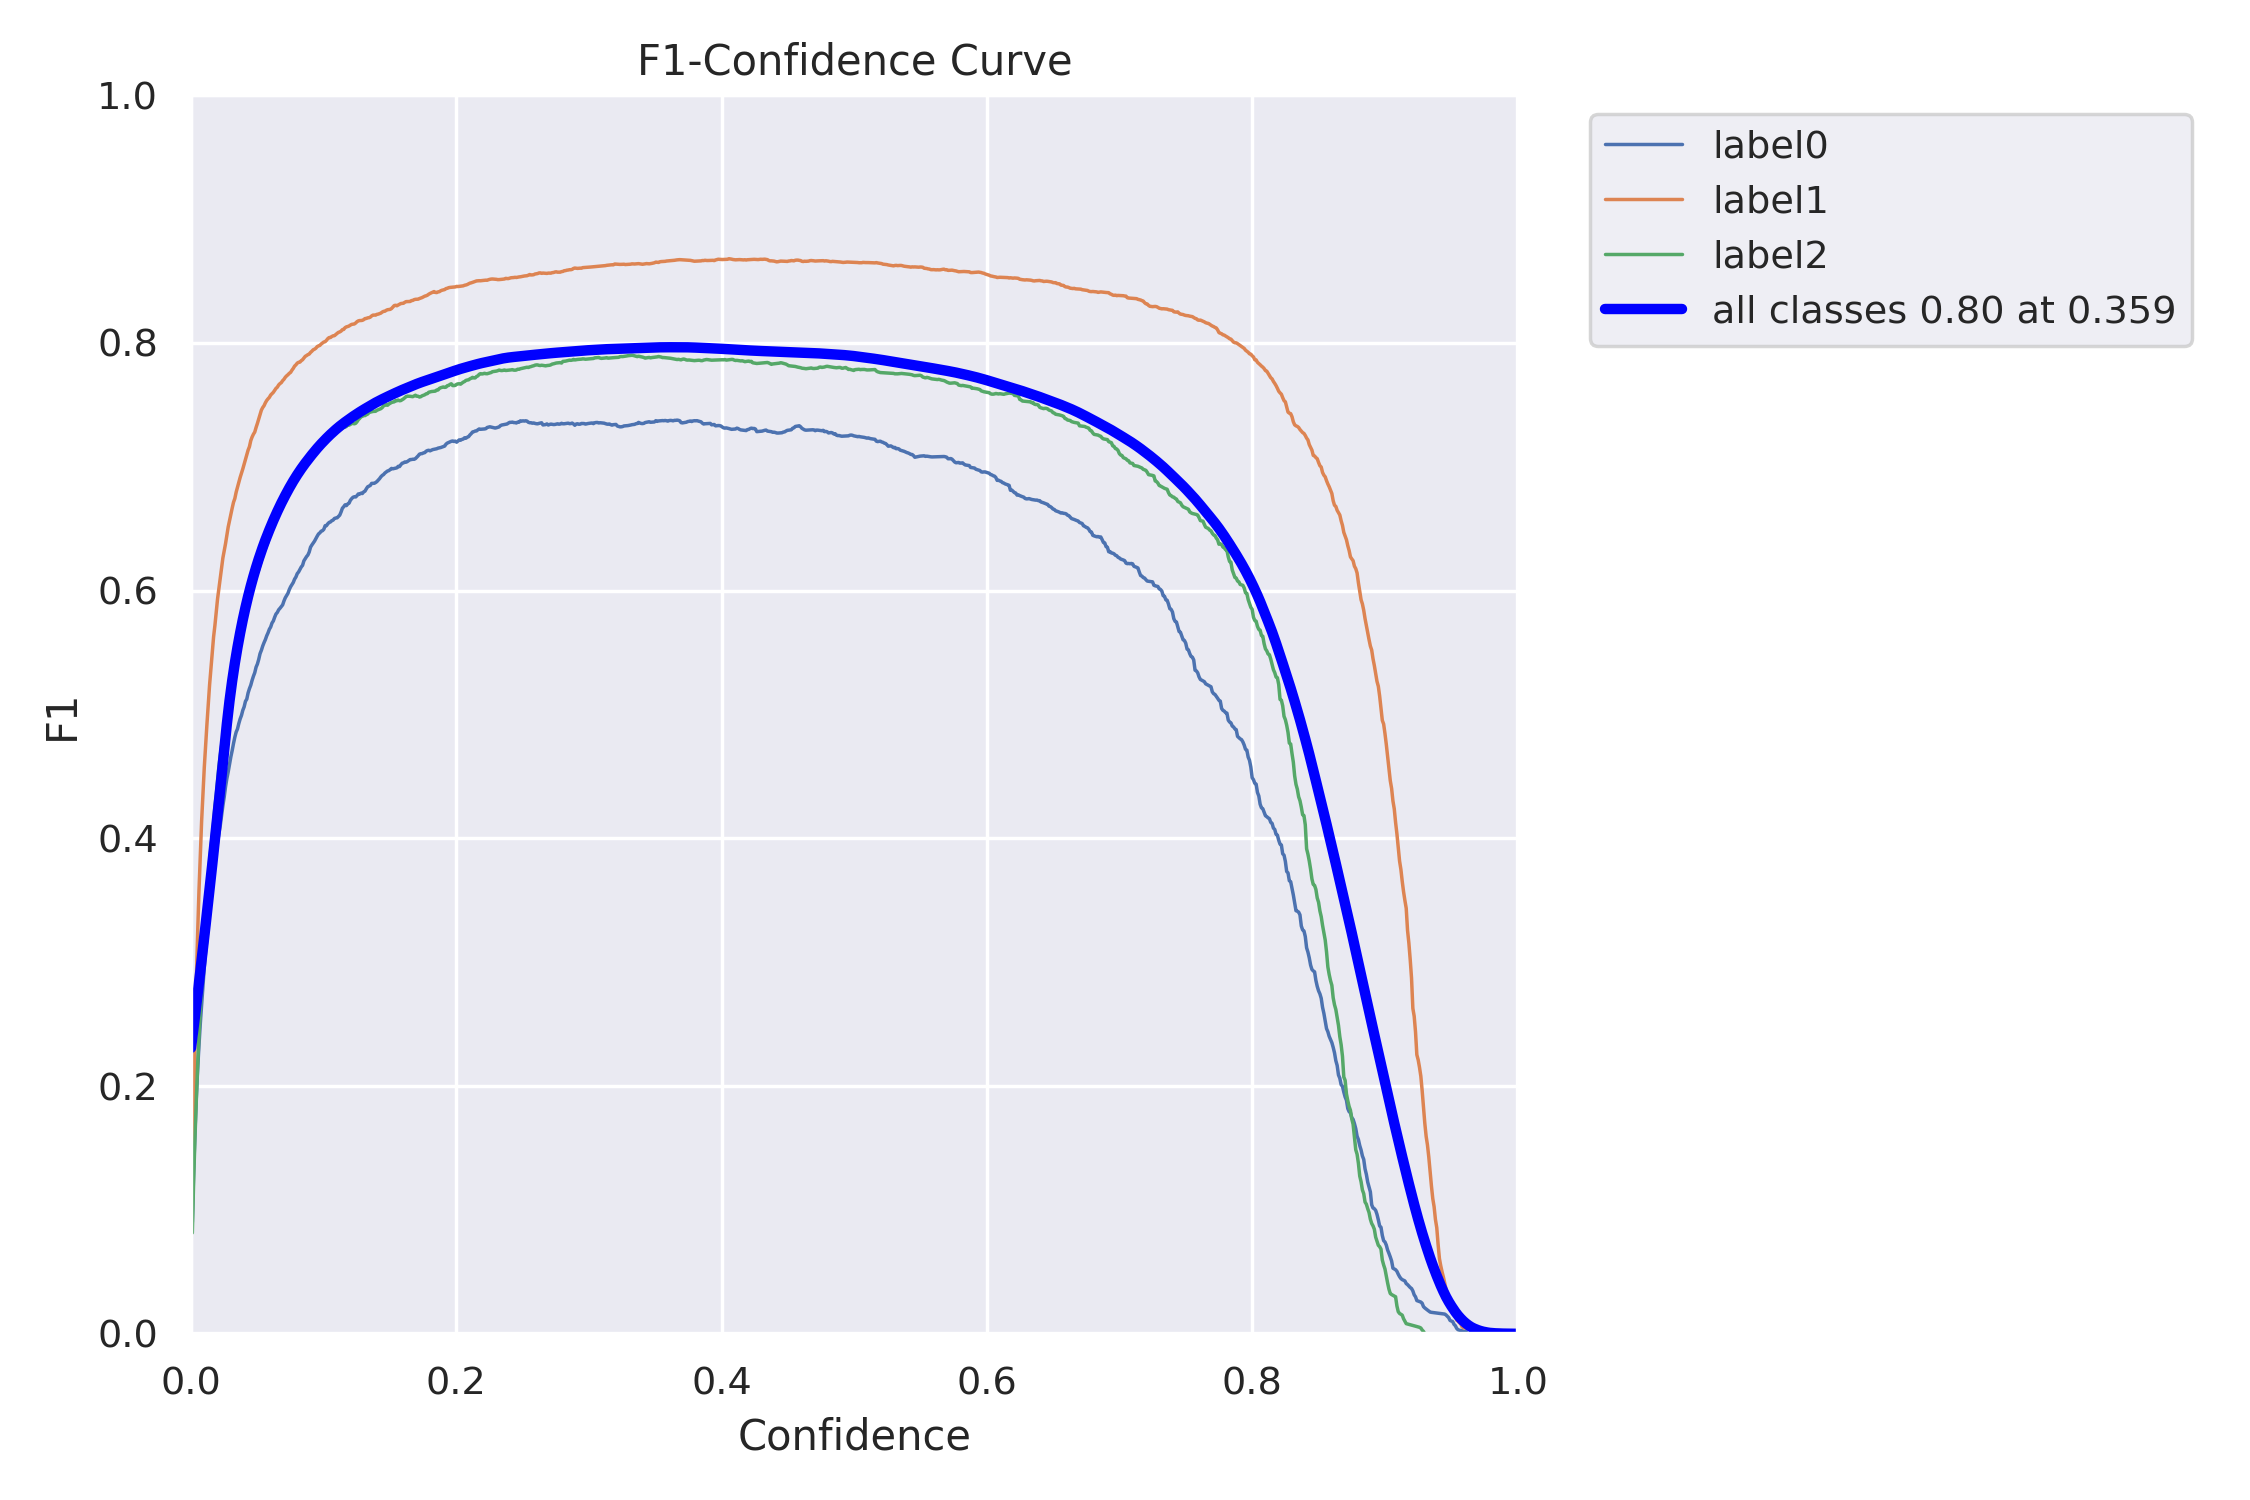 F1-Confidence Curve
1.0
0.8
0.6
0.4
0.2
0.0
F1
0.0 0.2 0.4 0.6 0.8 1.0
Confidence
label0
label1
label2
all classes 0.80 at 0.359